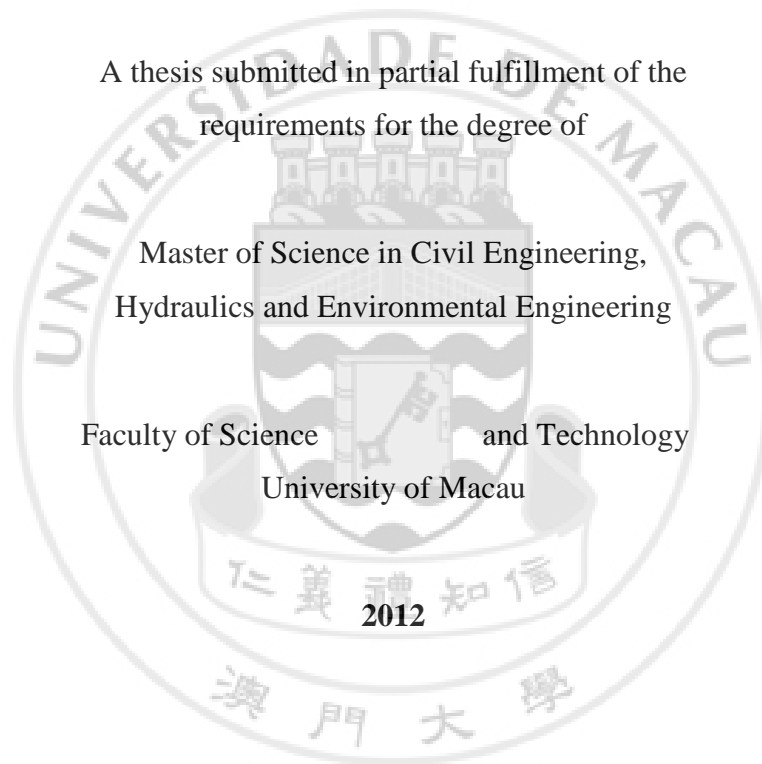 A thesis submitted in partial fulfillment of the
requirements for the degree of
Master of Science in Civil Engineering,
Hydraulics and Environmental Engineering
Faculty of Science and Technology
University of Macau
2012
UNIVERSIDADE DE MACAU
仁義禮知信
澳門大學